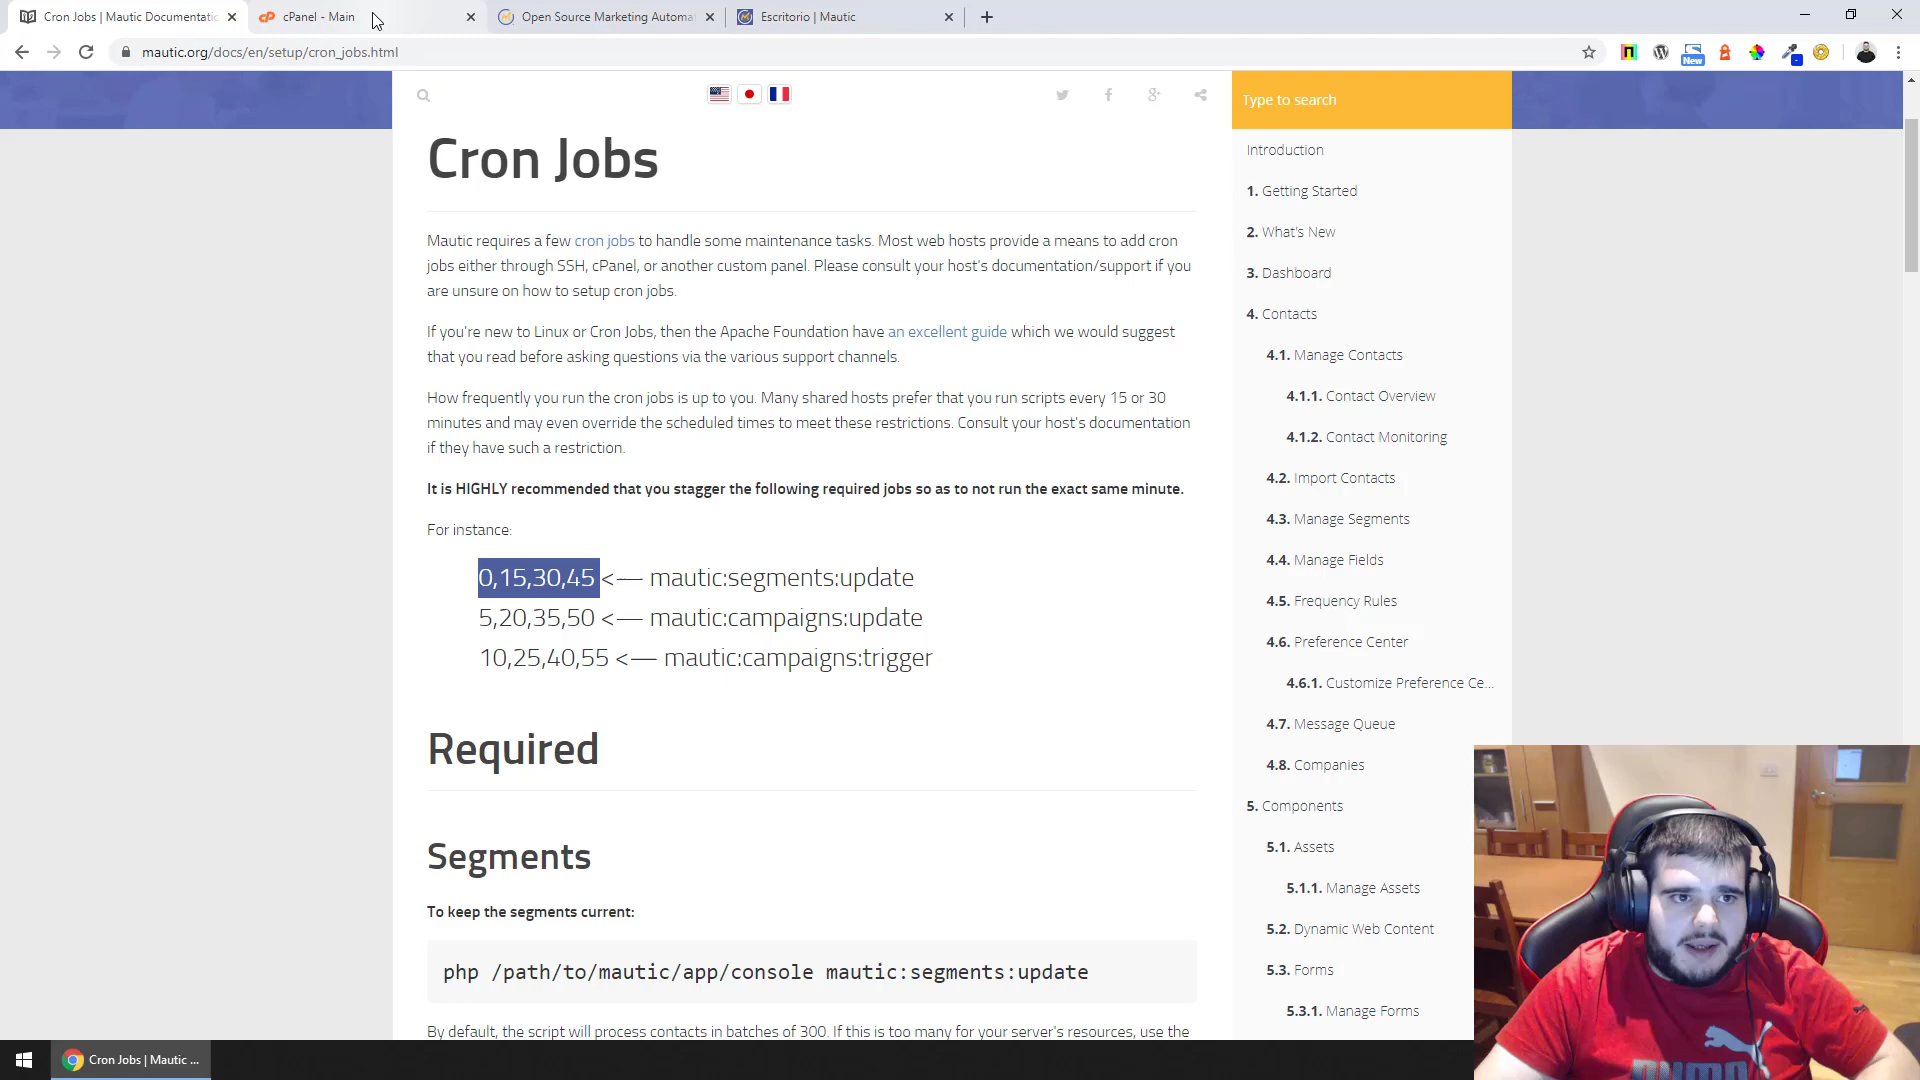 Cron Jobs | Mautic Documentatic
cPanel - Main
Open Source Marketing Automat
Escritorio | Mautic
mautic.org/docs/en/setup/cron_jobs.html
New
Type to search
Cron Jobs
Mautic requires a few cron jobs to handle some maintenance tasks. Most web hosts provide a means to add cron
jobs either through SSH, cPanel, or another custom panel. Please consult your host's documentation/support if you
are unsure on how to setup cron jobs.
If you're new to Linux or Cron Jobs, then the Apache Foundation have an excellent guide which we would suggest
that you read before asking questions via the various support channels.
How frequently you run the cron jobs is up to you. Many shared hosts prefer that you run scripts every 15 or 30
minutes and may even override the scheduled times to meet these restrictions. Consult your host's documentation
if they have such a restriction.
It is HIGHLY recommended that you stagger the following required jobs so as to not run the exact same minute.
For instance:
0,15,30,45 <— mautic:segments:update
5,20,35,50 <— mautic:campaigns:update
10,25,40,55 <— mautic:campaigns:trigger
Required
Segments
To keep the segments current:
php /path/to/mautic/app/console mautic:segments:update
By default, the script will process contacts in batches of 300. If this is too many for your server's resources, use the
Introduction
1. Getting Started
2. What's New
3. Dashboard
4. Contacts
4.1. Manage Contacts
4.1.1. Contact Overview
4.1.2. Contact Monitoring
4.2. Import Contacts
4.3. Manage Segments
4.4. Manage Fields
4.5. Frequency Rules
4.6. Preference Center
4.6.1. Customize Preference Ce...
4.7. Message Queue
4.8. Companies
5. Components
5.1. Assets
5.1.1. Manage Assets
5.2. Dynamic Web Content
5.3. Forms
5.3.1. Manage Forms
PUMA
Cron Jobs | Mautic ...